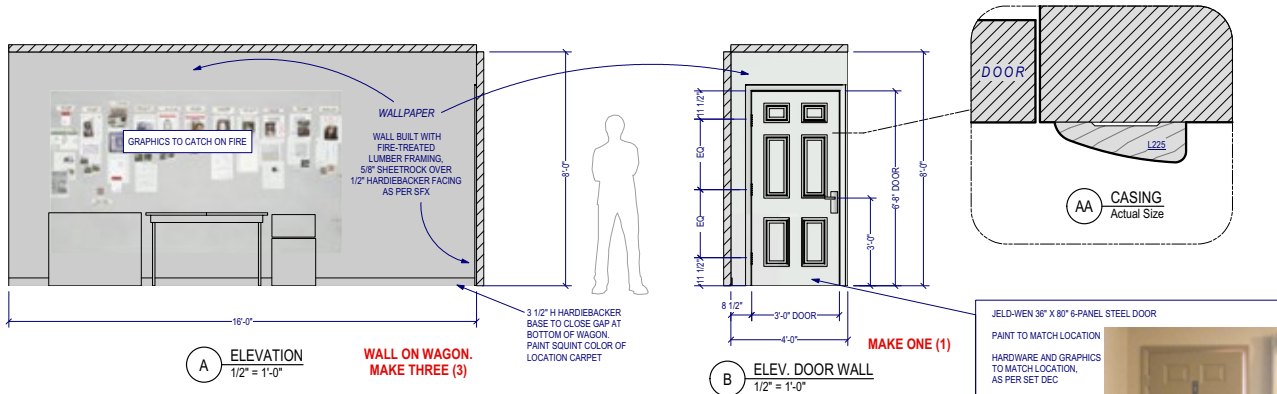 WALLPAPER
GRAPHICS TO CATCH ON FIRE
WALL BUILT WITH
FIRE-TREATED
LUMBER FRAMING,
5/8" SHEETROCK OVER
1/2" HARDIEBACKER FACING
AS PER SFX
8'-0"
16'-0"
3 1/2" H HARDIEBACKER
BASE TO CLOSE GAP AT
BOTTOM OF WAGON.
PAINT SQUINT COLOR OF
LOCATION CARPET
A
ELEVATION
1/2" = 1'-0"
WALL ON WAGON.
MAKE THREE (3)
11 1/2"
EQ
EQ
11 1/2"
6'-8" DOOR
8'-0"
3'-0"
8 1/2"
3'-0" DOOR
4'-0"
MAKE ONE (1)
B
ELEV. DOOR WALL
1/2" = 1'-0"
DOOR
L225
AA
CASING
Actual Size
JELD-WEN 36" X 80" 6-PANEL STEEL DOOR
PAINT TO MATCH LOCATION
HARDWARE AND GRAPHICS
TO MATCH LOCATION,
AS PER SET DEC